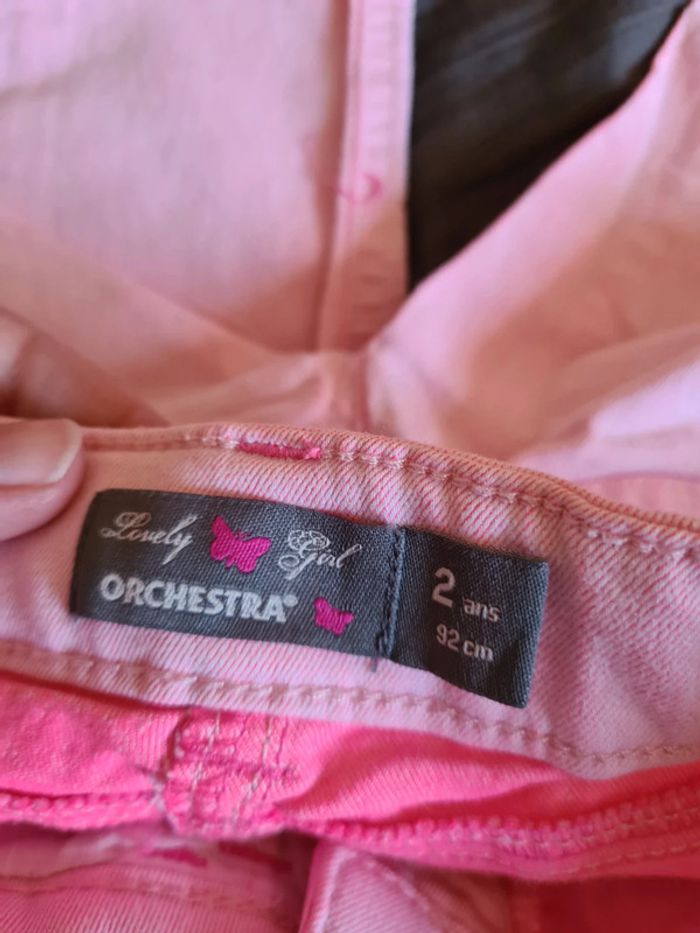 Lovely Girl
ORCHESTRA®
2 ans
92 cm